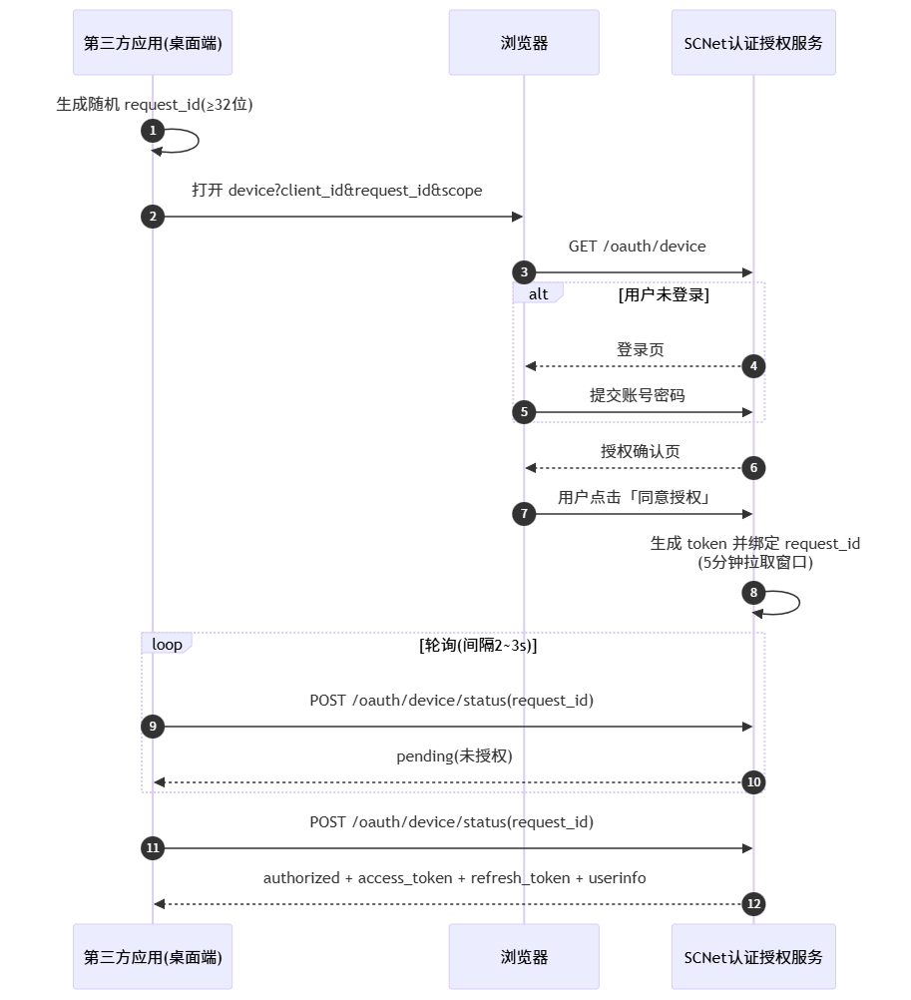 第三方应用(桌面端)
浏览器
SCNet认证授权服务
生成随机 request_id(≥32位)
1
打开 device?client_id&request_id&scope
2
GET /oauth/device
3
alt
[用户未登录]
登录页
4
提交账号密码
5
授权确认页
6
用户点击「同意授权」
7
生成 token 并绑定 request_id
(5分钟拉取窗口)
8
loop
[轮询(间隔2~3s)]
POST /oauth/device/status(request_id)
9
pending(未授权)
10
POST /oauth/device/status(request_id)
11
authorized + access_token + refresh_token + userinfo
12
第三方应用(桌面端)
浏览器
SCNet认证授权服务